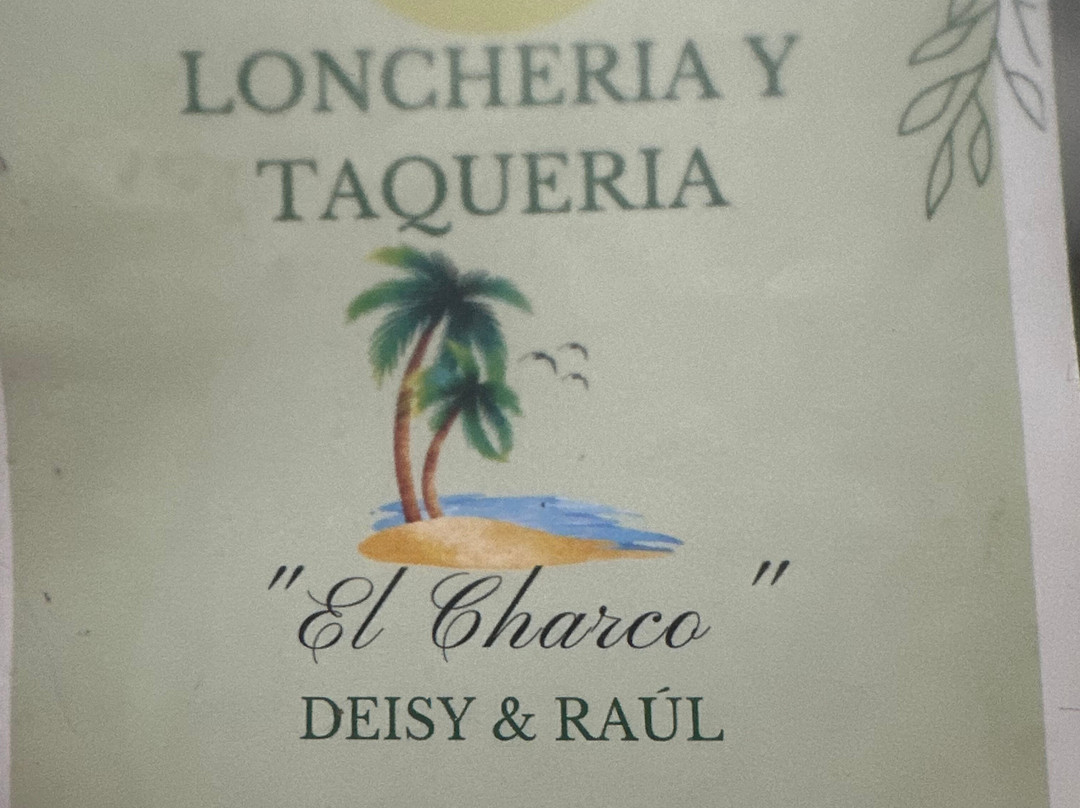 LONCHERIA Y
TAQUERIA
"El Charco"
DEISY & RAÚL